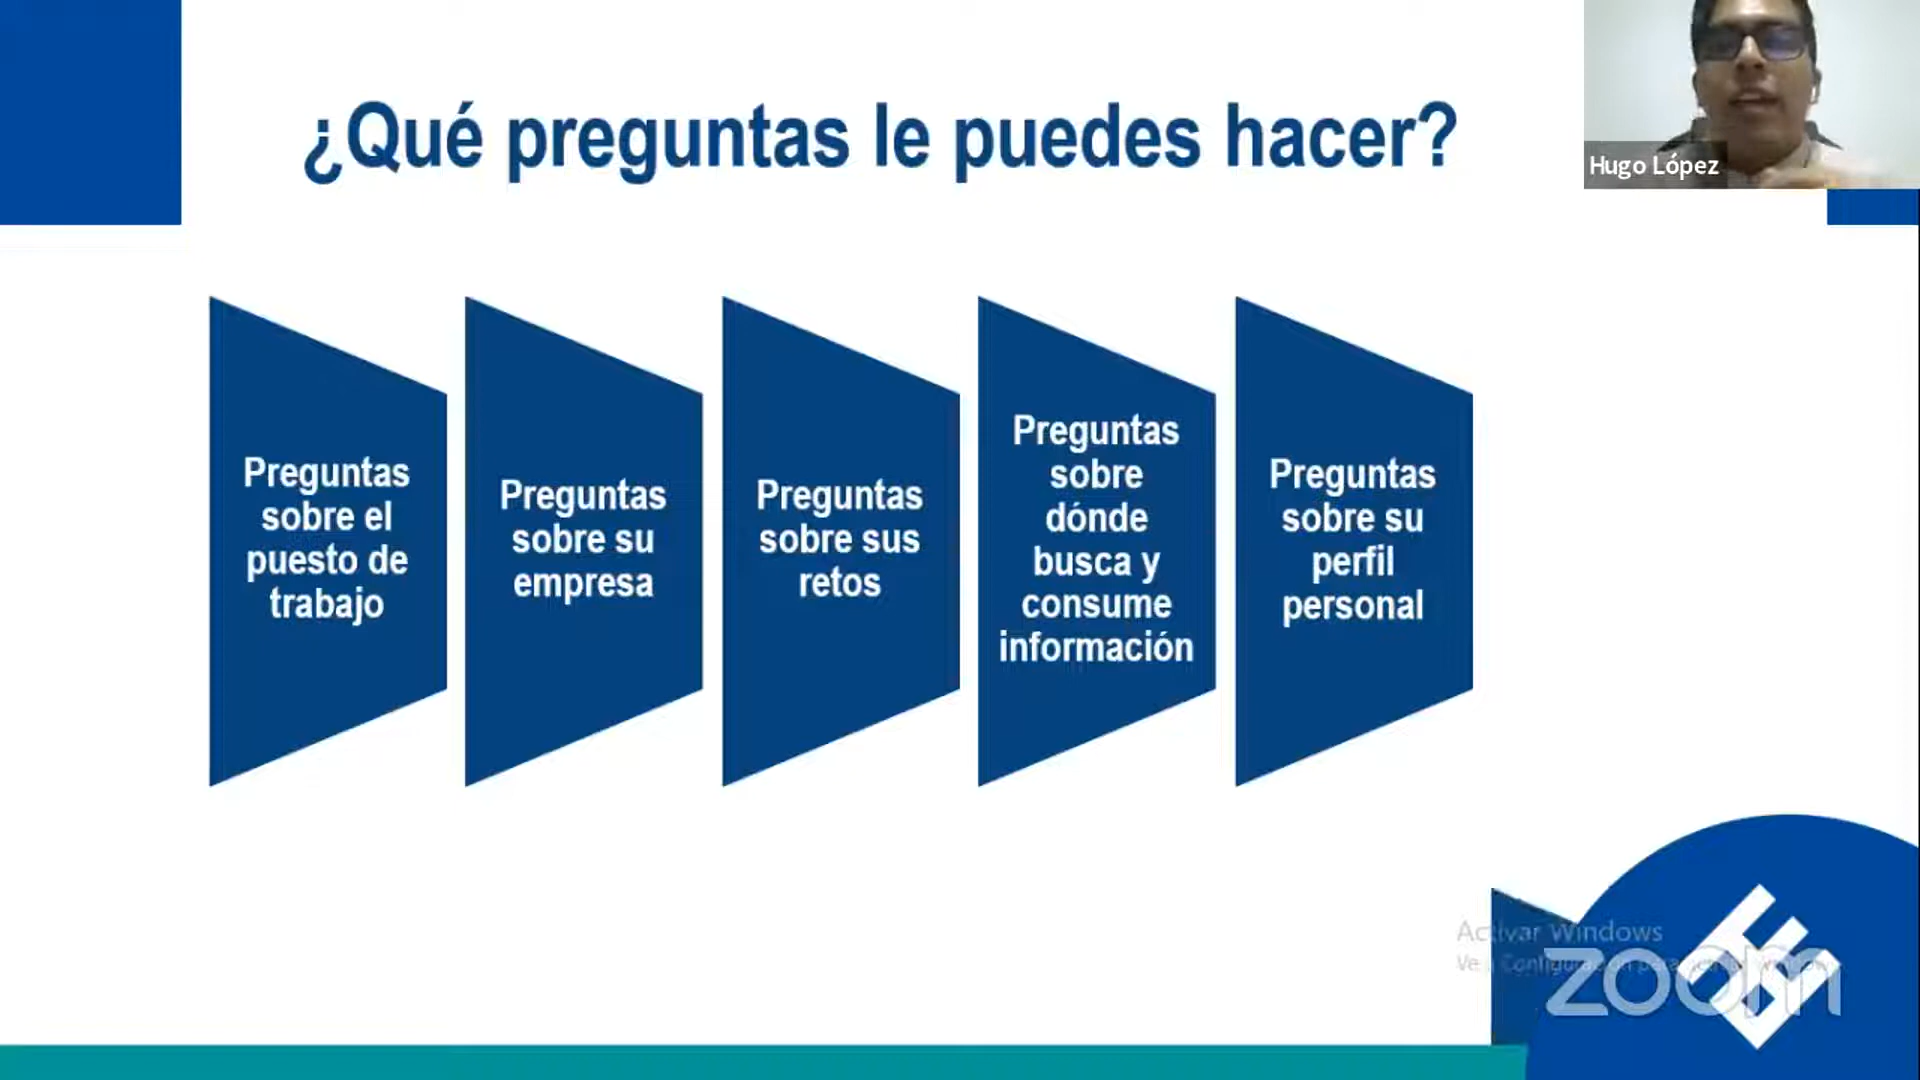 ¿Qué preguntas le puedes hacer?
Hugo López
Preguntas
sobre el
puesto de
trabajo
Preguntas
sobre su
empresa
Preguntas
sobre sus
retos
Preguntas
sobre
dónde
busca y
consume
información
Preguntas
sobre su
perfil
personal
Activar Windows
zoom